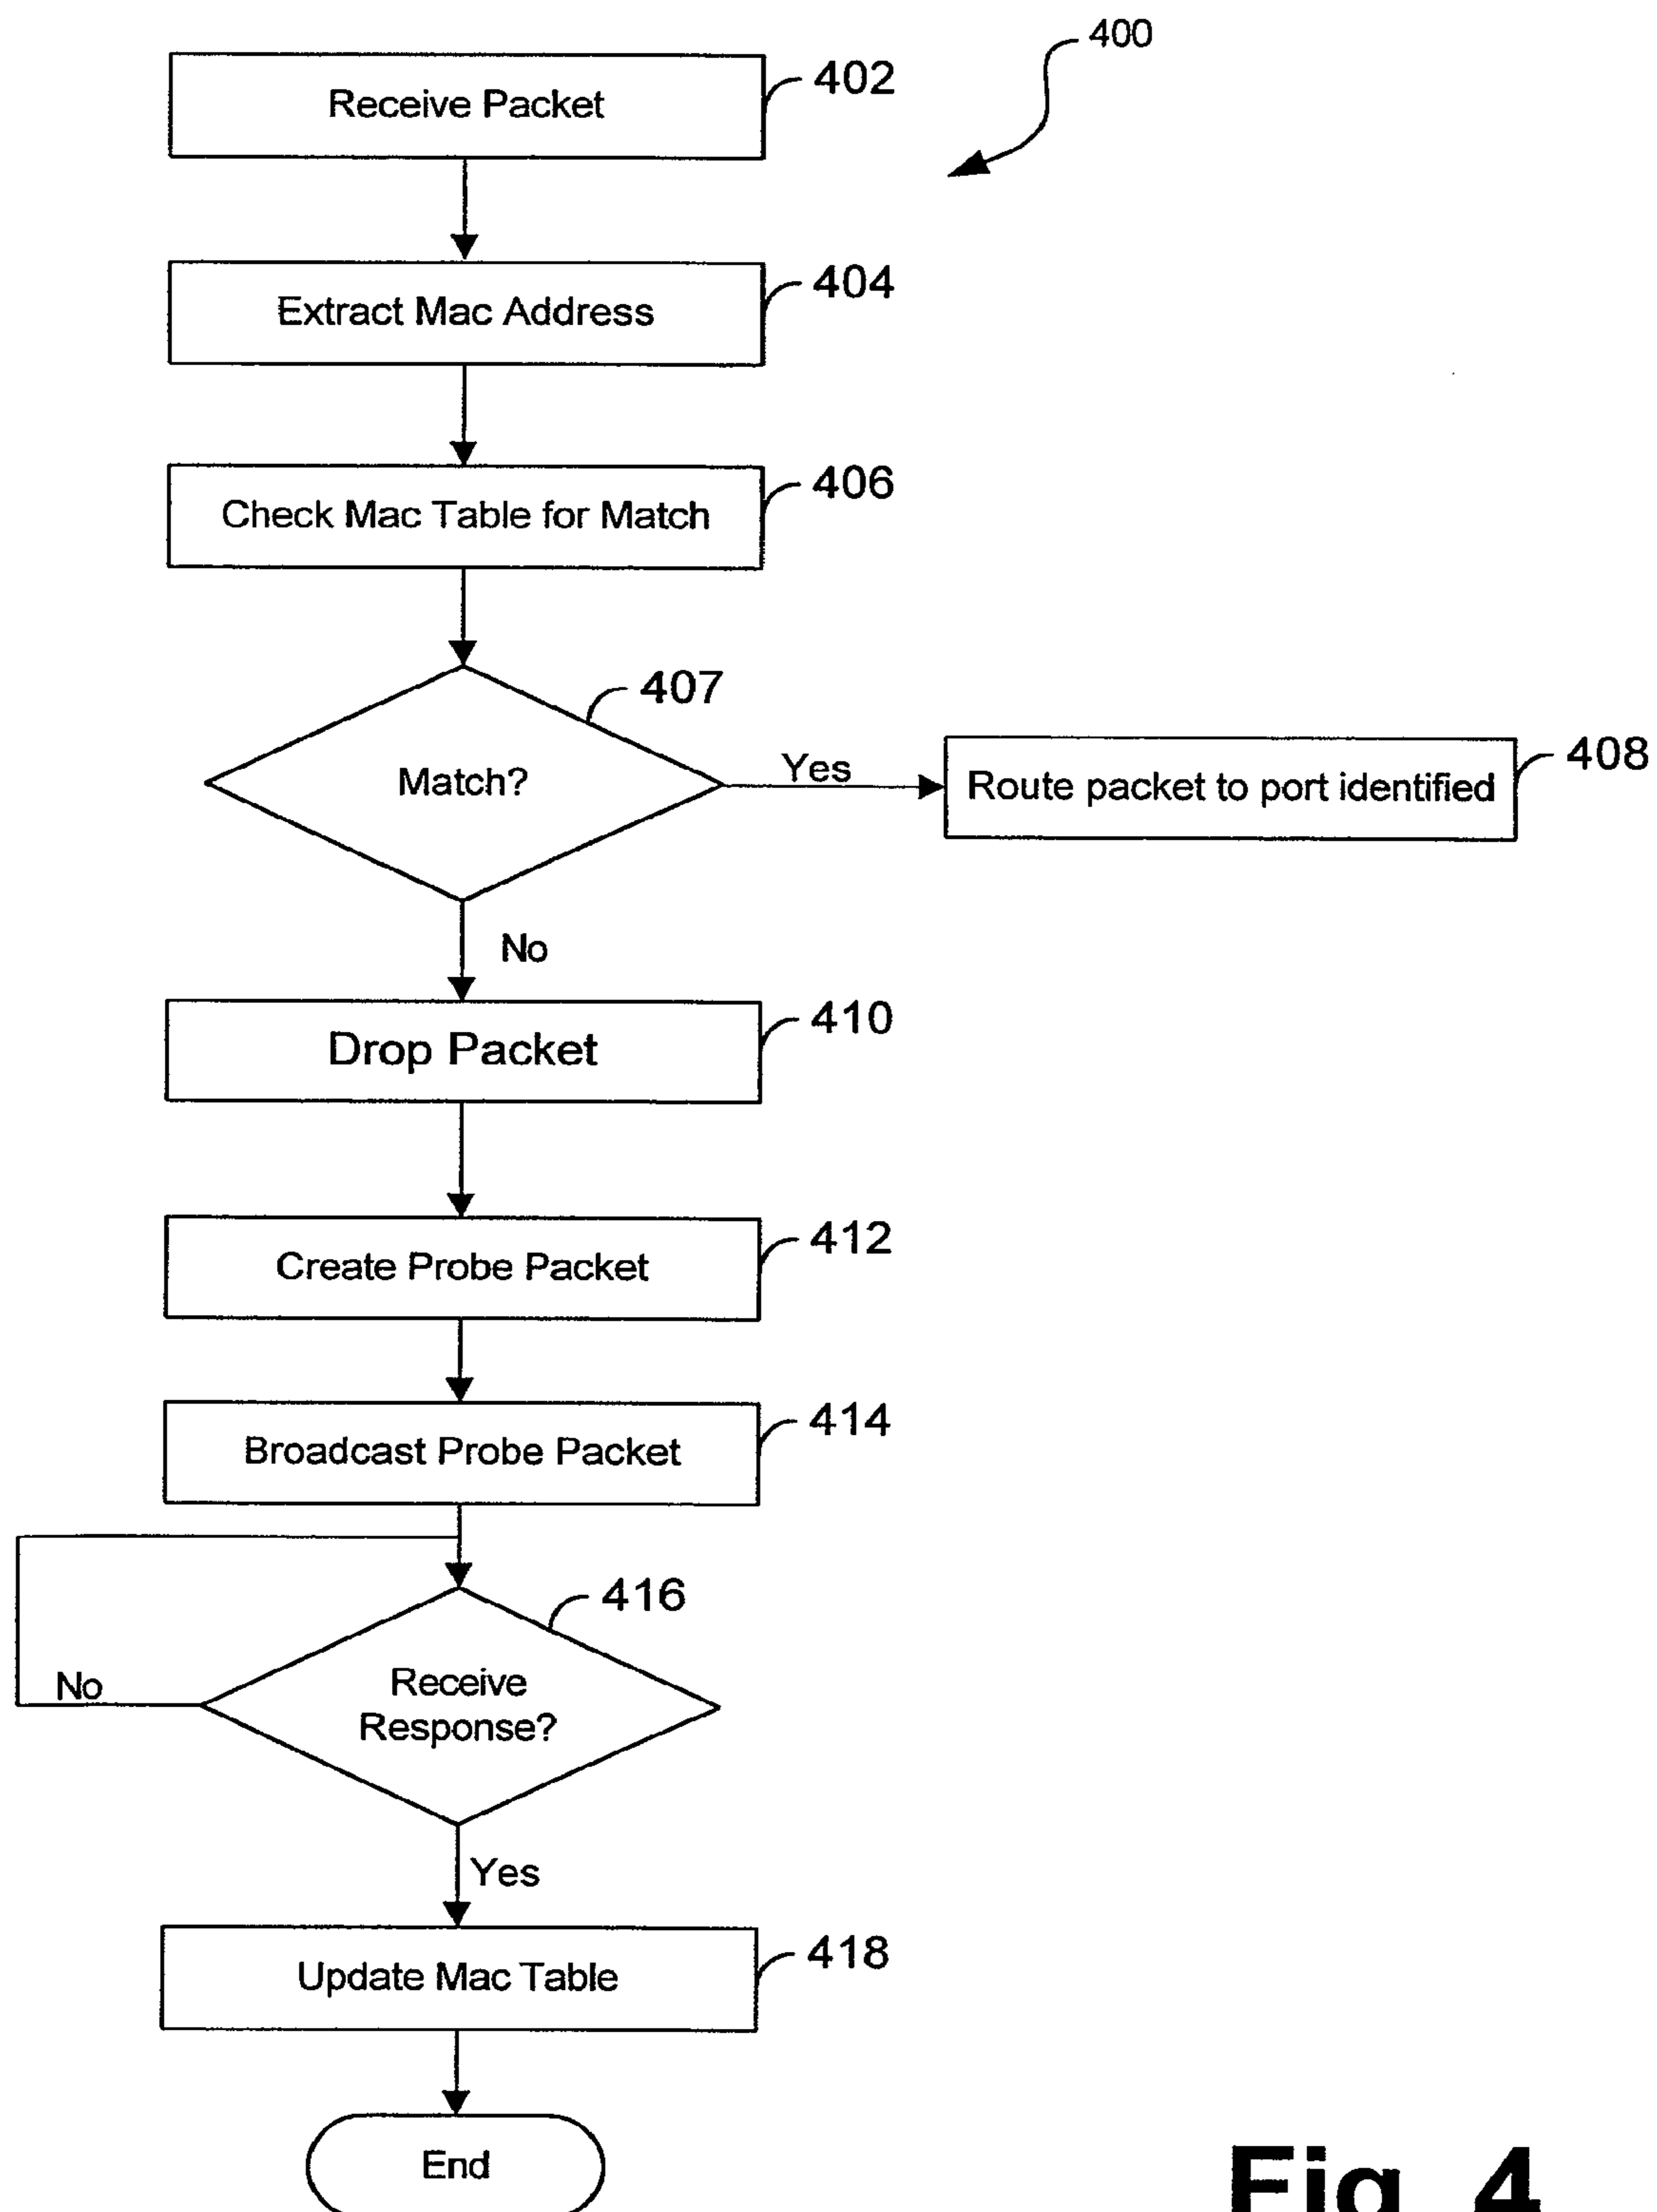 400
402
Receive Packet
404
Extract Mac Address
406
Check Mac Table for Match
407
Match?
Yes
408
Route packet to port identified
No
410
Drop Packet
412
Create Probe Packet
414
Broadcast Probe Packet
416
Receive
Response?
No
Yes
418
Update Mac Table
End
Fig. 4